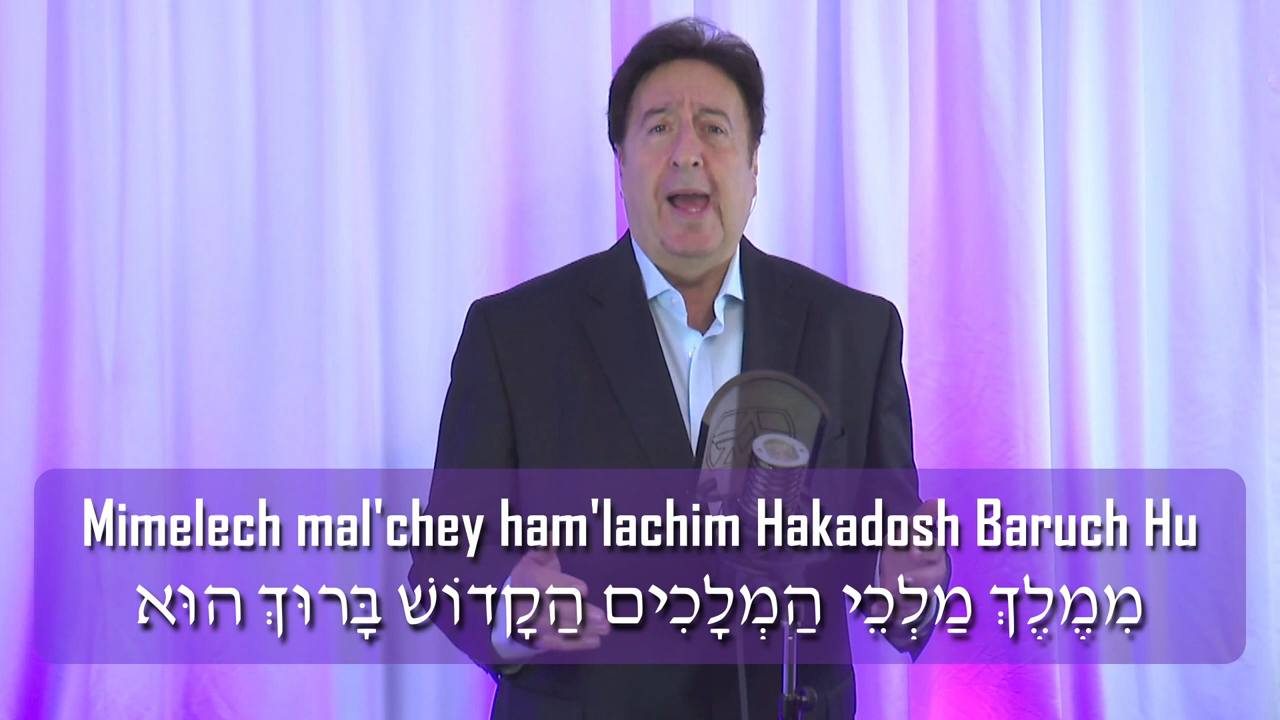 Mimelech mal'chey ham'lachim Hakadosh Baruch Hu
מִמֶּלֶךְ מַלְכֵי הַמְלָכִים הַקָּדוֹשׁ בָּרוּךְ הוּא